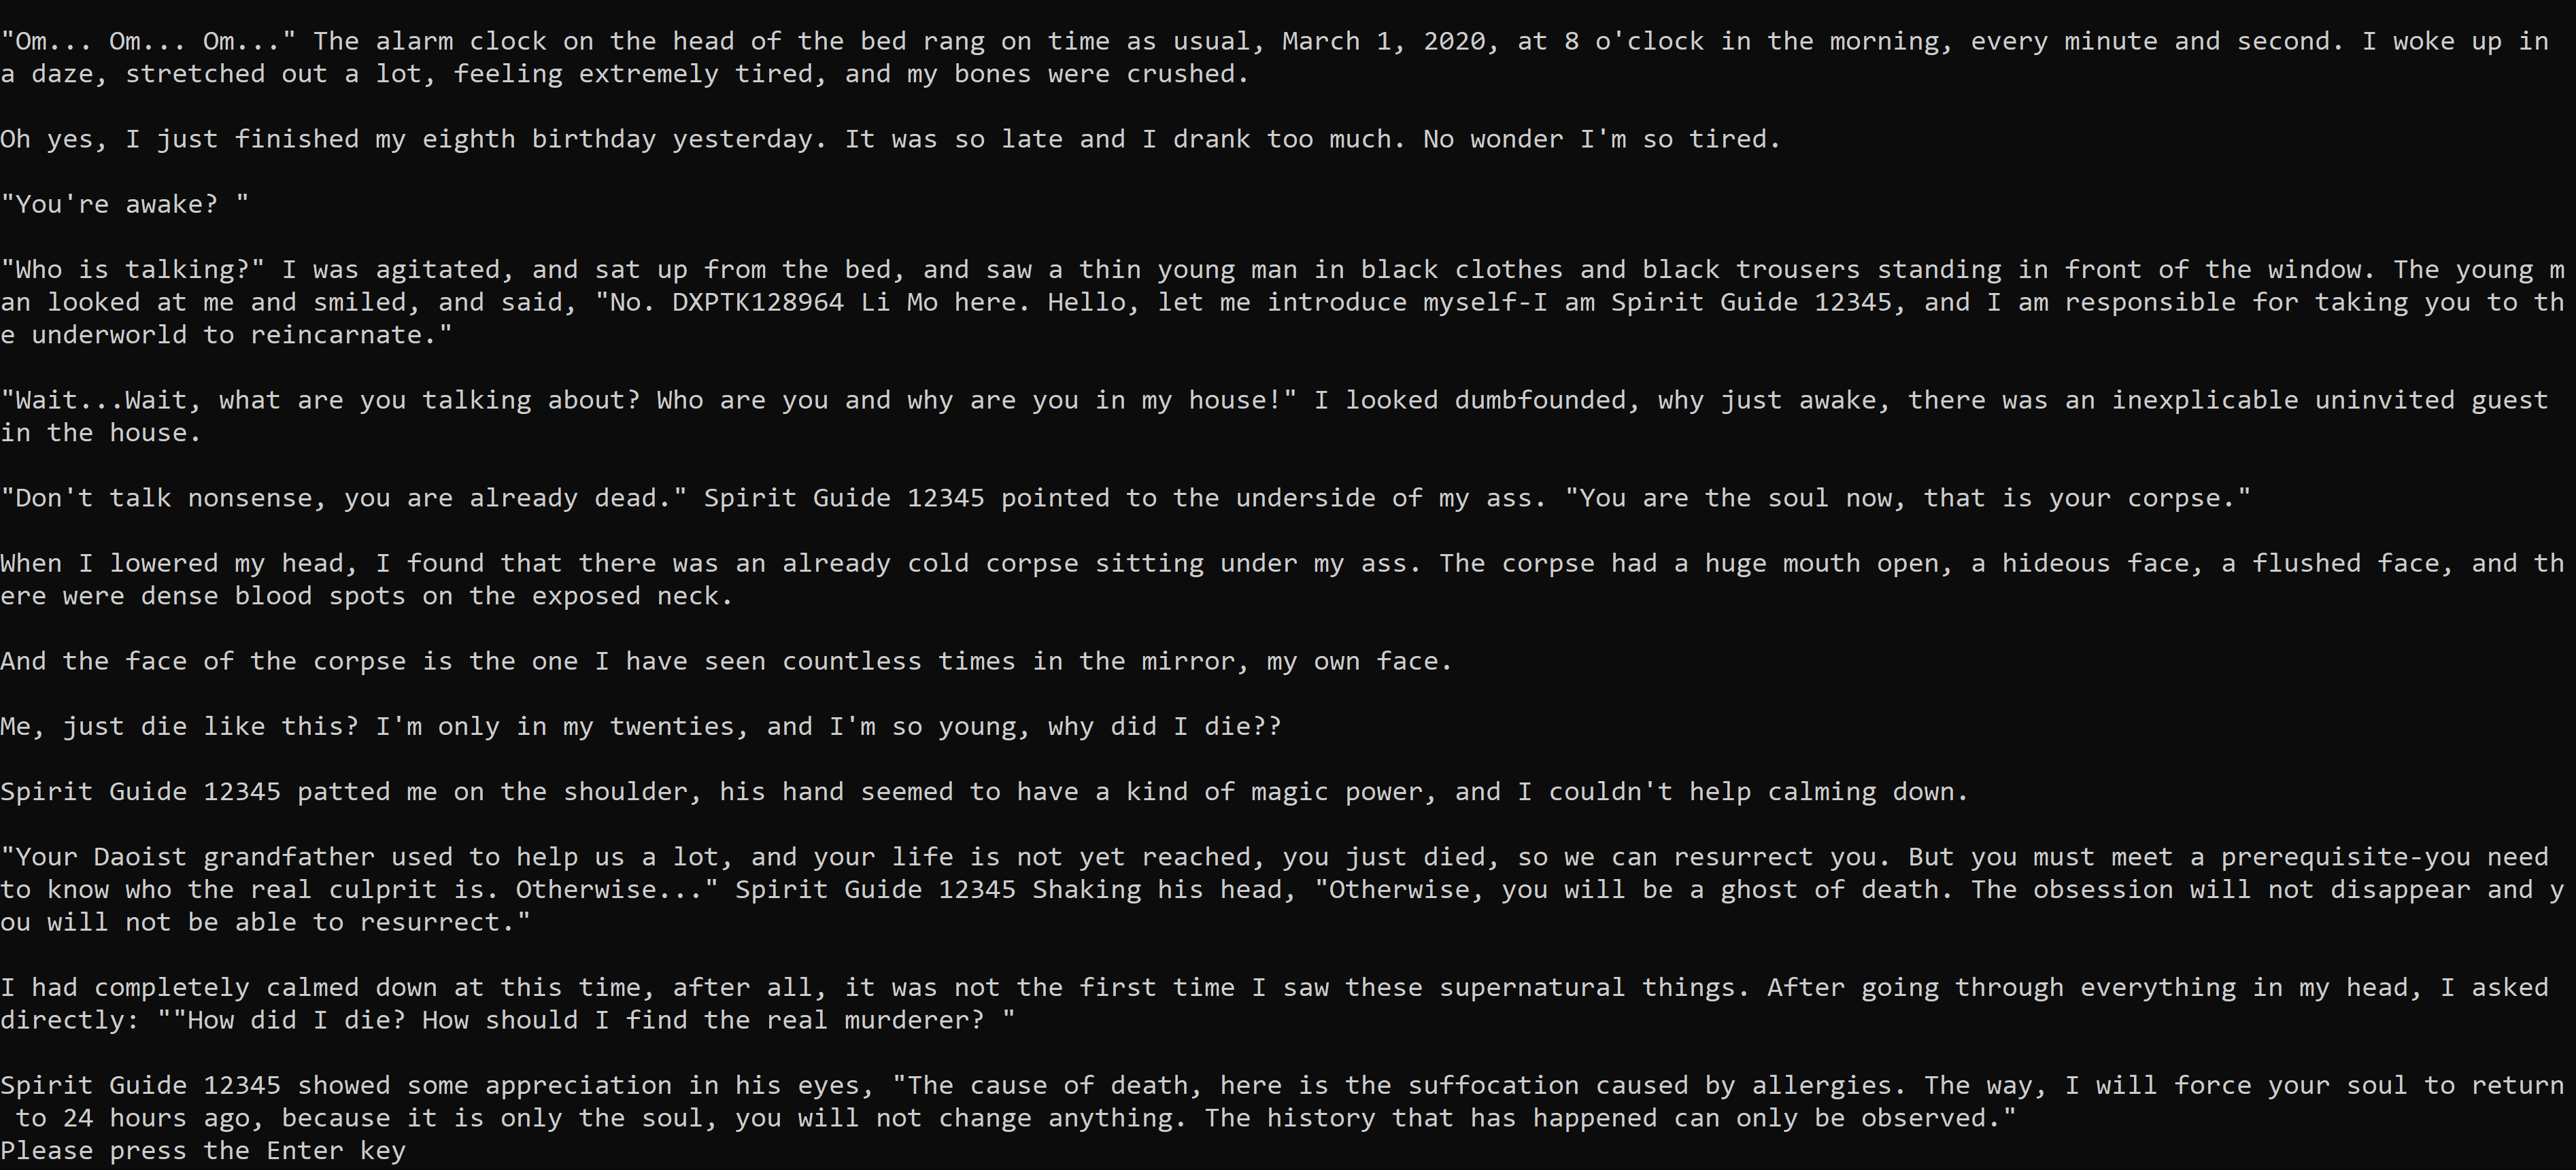 "Om... Om... Om..." The alarm clock on the head of the bed rang on time as usual, March 1, 2020, at 8 o'clock in the morning, every minute and second. I woke up in
a daze, stretched out a lot, feeling extremely tired, and my bones were crushed.
Oh yes, I just finished my eighth birthday yesterday. It was so late and I drank too much. No wonder I'm so tired.
"You're awake? "
"Who is talking?" I was agitated, and sat up from the bed, and saw a thin young man in black clothes and black trousers standing in front of the window. The young m
an looked at me and smiled, and said, "No. DXPTK128964 Li Mo here. Hello, let me introduce myself-I am Spirit Guide 12345, and I am responsible for taking you to th
e underworld to reincarnate."
"Wait...Wait, what are you talking about? Who are you and why are you in my house!" I looked dumbfounded, why just awake, there was an inexplicable uninvited guest
in the house.
"Don't talk nonsense, you are already dead." Spirit Guide 12345 pointed to the underside of my ass. "You are the soul now, that is your corpse."
When I lowered my head, I found that there was an already cold corpse sitting under my ass. The corpse had a huge mouth open, a hideous face, a flushed face, and th
ere were dense blood spots on the exposed neck.
And the face of the corpse is the one I have seen countless times in the mirror, my own face.
Me, just die like this? I'm only in my twenties, and I'm so young, why did I die??
Spirit Guide 12345 patted me on the shoulder, his hand seemed to have a kind of magic power, and I couldn't help calming down.
"Your Daoist grandfather used to help us a lot, and your life is not yet reached, you just died, so we can resurrect you. But you must meet a prerequisite-you need
to know who the real culprit is. Otherwise..." Spirit Guide 12345 Shaking his head, "Otherwise, you will be a ghost of death. The obsession will not disappear and y
ou will not be able to resurrect."
I had completely calmed down at this time, after all, it was not the first time I saw these supernatural things. After going through everything in my head, I asked
directly: ""How did I die? How should I find the real murderer? "
Spirit Guide 12345 showed some appreciation in his eyes, "The cause of death, here is the suffocation caused by allergies. The way, I will force your soul to return
 to 24 hours ago, because it is only the soul, you will not change anything. The history that has happened can only be observed."
Please press the Enter key